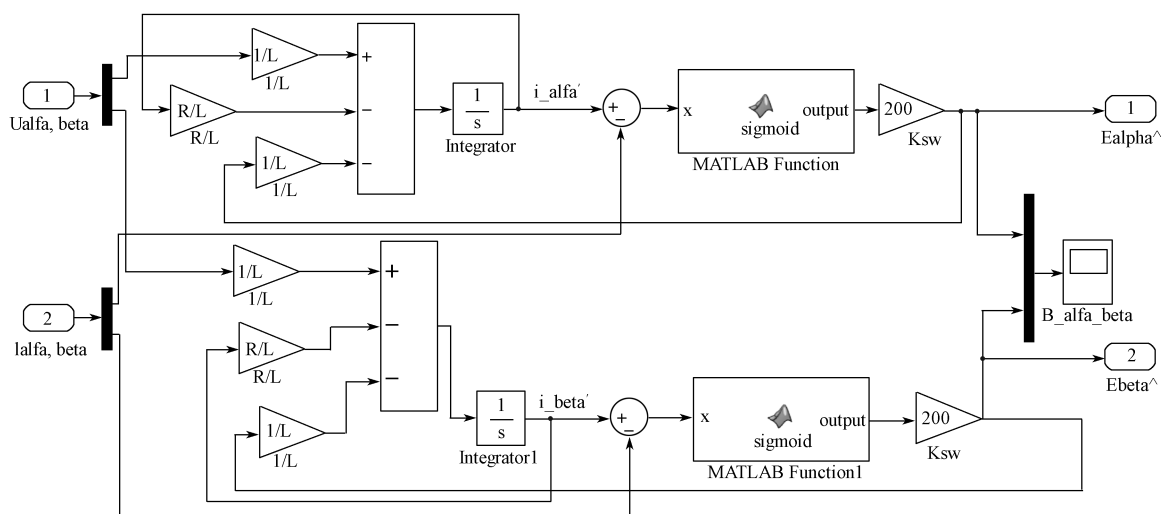 1
Ualfa, beta
1/L
1/L
R/L
R/L
1/L
1/L
+
−
−
1
s
Integrator
i_alfa′
+
−
x
sigmoid
output
MATLAB Function
200
Ksw
1
Ealpha^
2
lalfa, beta
1/L
1/L
R/L
R/L
1/L
1/L
+
−
−
1
s
Integrator1
i_beta′
+
−
x
sigmoid
output
MATLAB Function1
200
Ksw
B_alfa_beta
2
Ebeta^